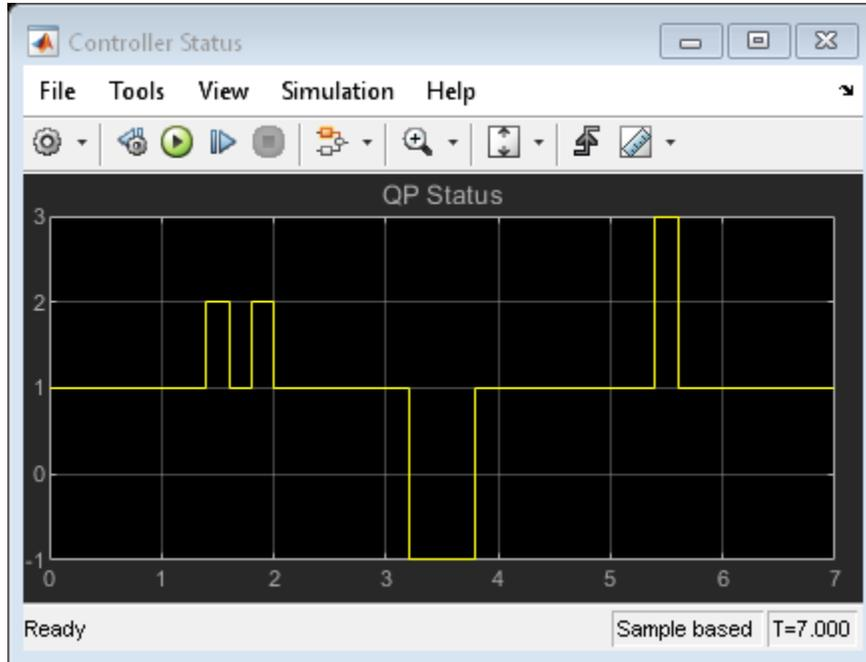 Controller Status
File Tools View Simulation Help
QP Status
3
2
1
0
-1
0 1 2 3 4 5 6 7
Ready Sample based T=7.000